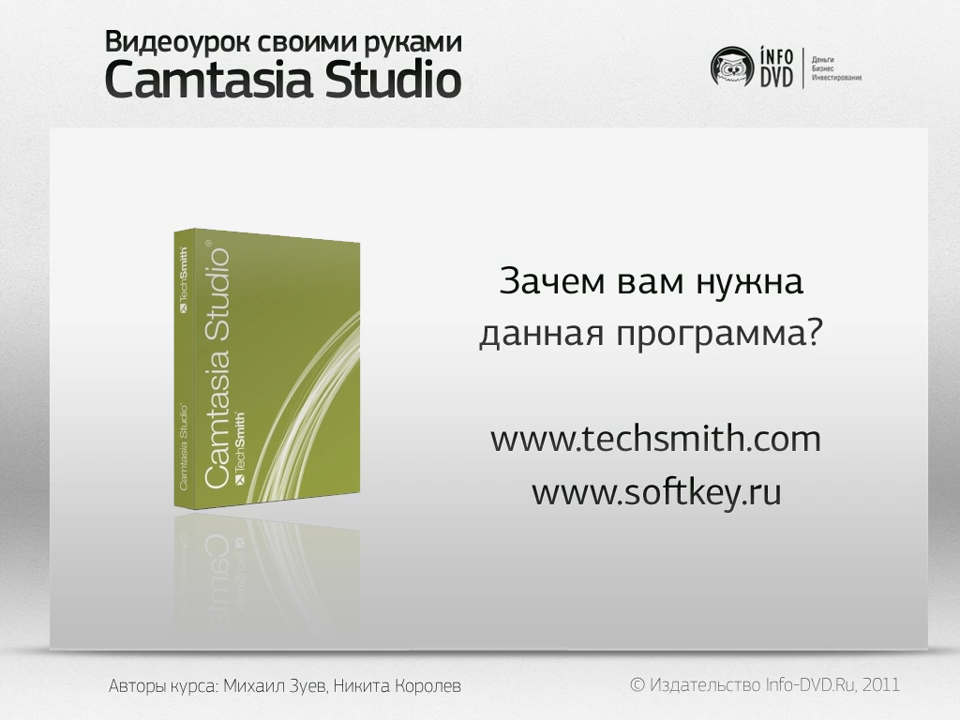 Видеоурок своими руками
Camtasia Studio
ÍNFO
DVD
Деньги
Бизнес
Инвестирование
TechSmith
Camtasia Studio
Camtasia Studio®
TechSmith
Зачем вам нужна
данная программа?
www.techsmith.com
www.softkey.ru
Авторы курса: Михаил Зуев, Никита Королев
© Издательство Info-DVD.Ru, 2011